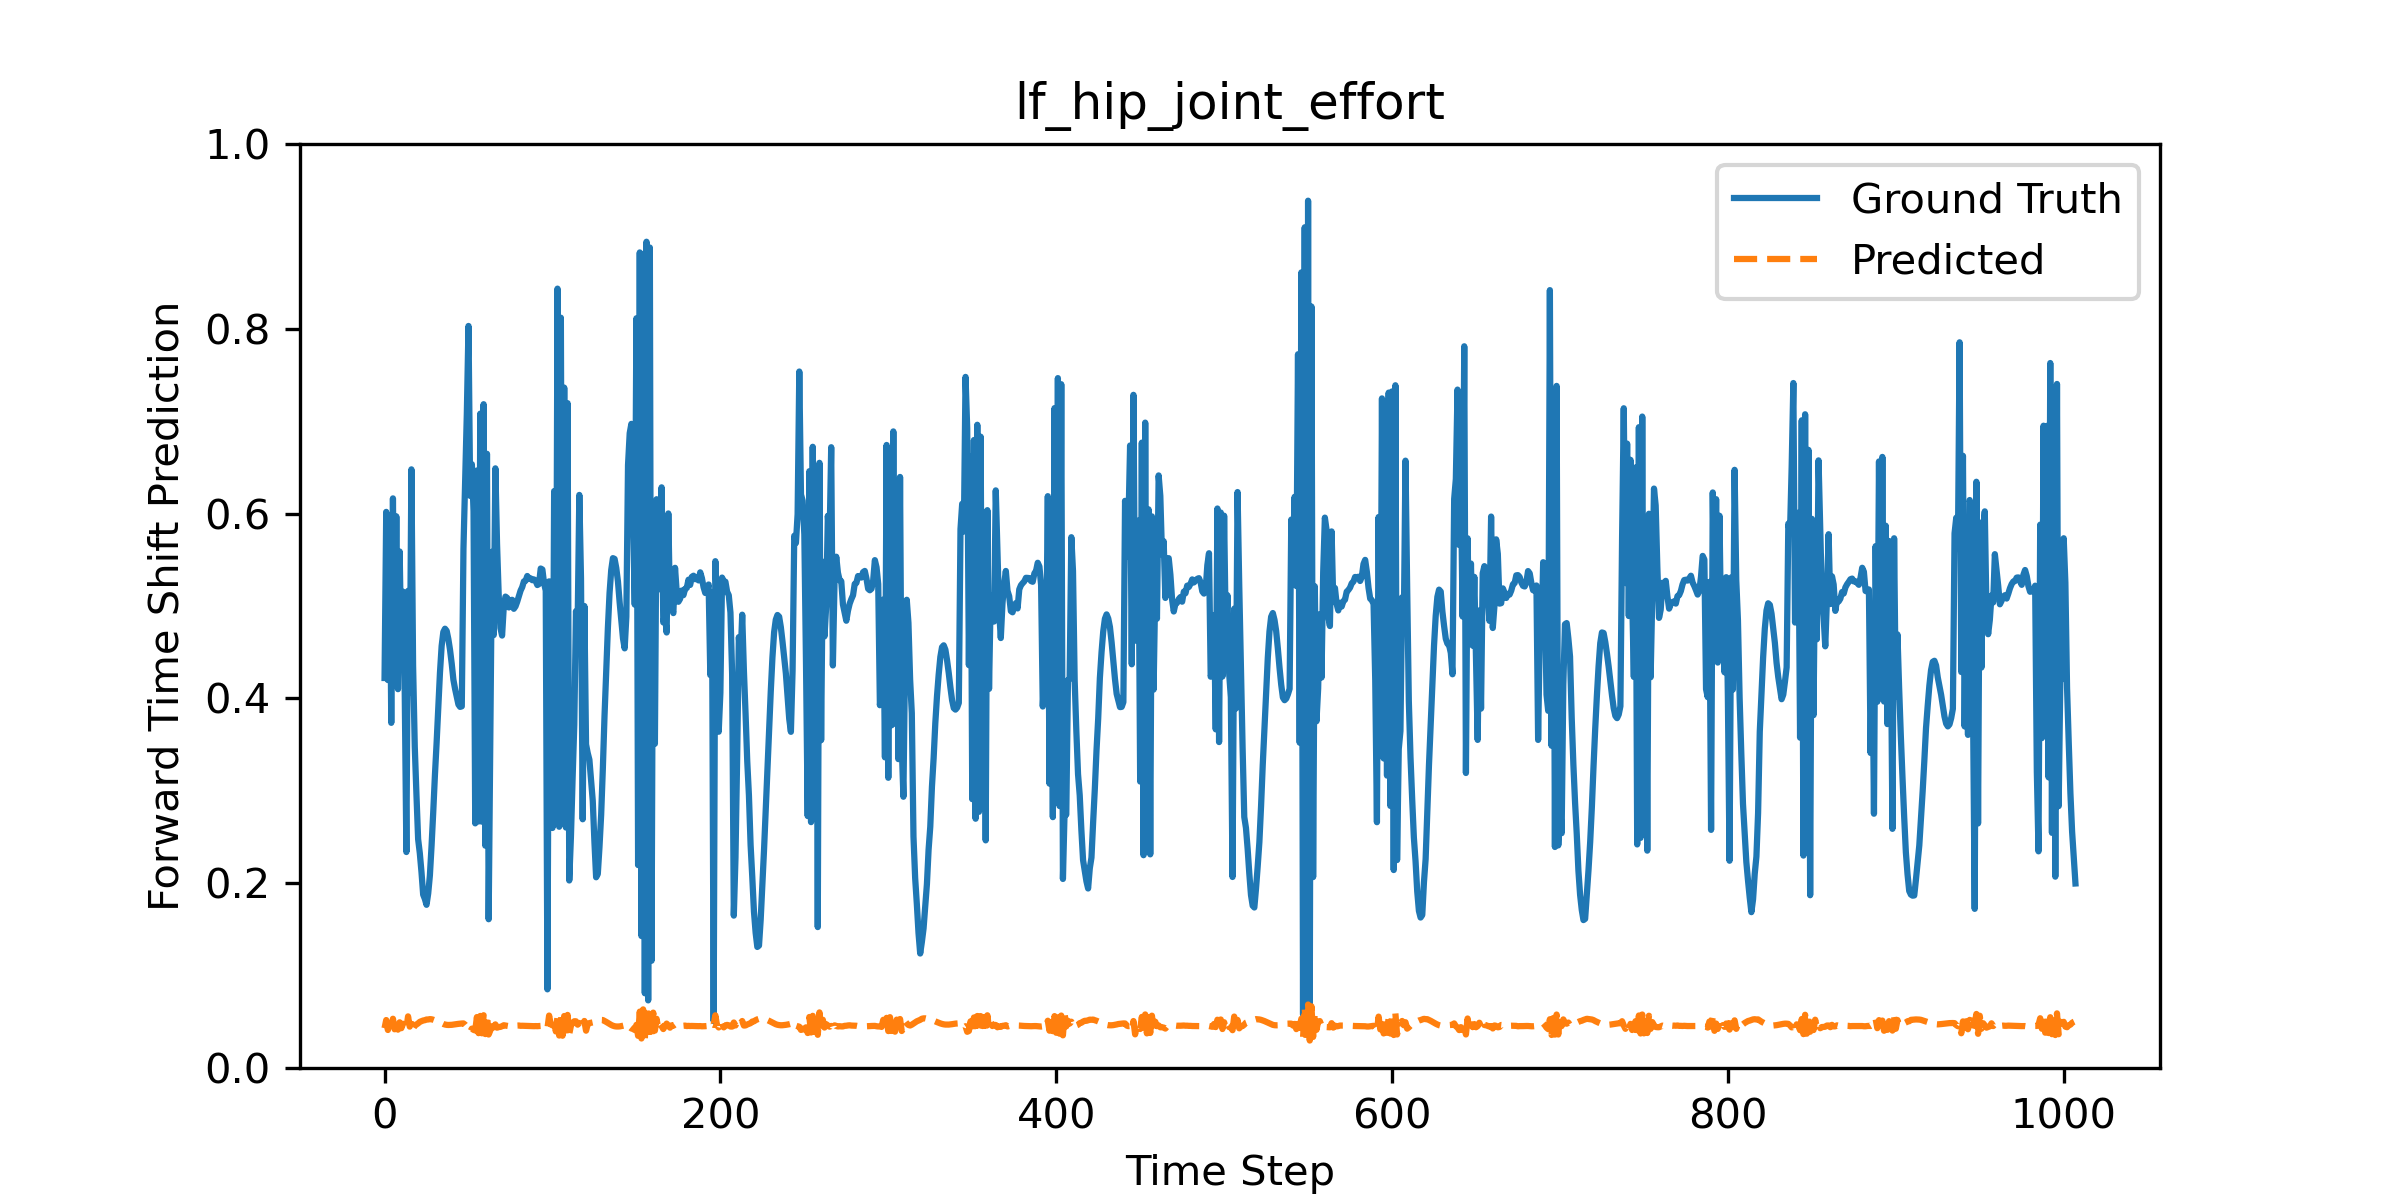 lf_hip_joint_effort
1.0
0.8
0.6
0.4
0.2
0.0
Forward Time Shift Prediction
Ground Truth
Predicted
0 200 400 600 800 1000
Time Step